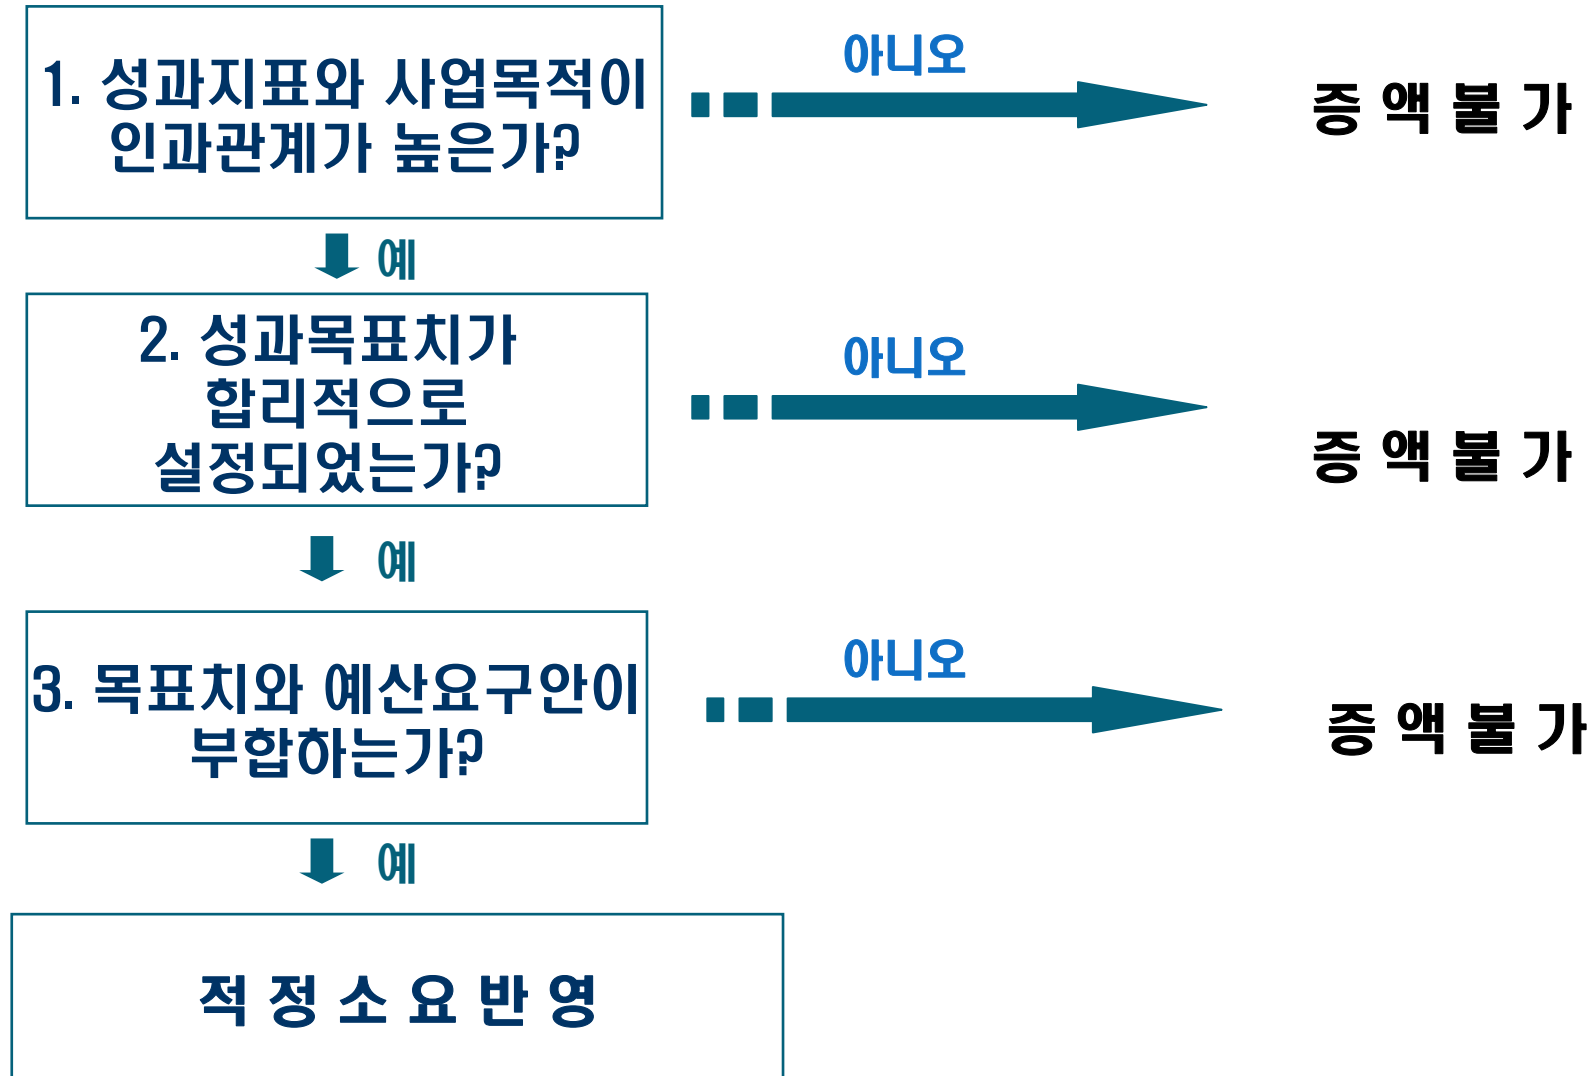 1. 성과지표와 사업목적이
인과관계가 높은가?
아니오
증 액 불 가
예
2. 성과목표치가
합리적으로
설정되었는가?
아니오
증 액 불 가
예
3. 목표치와 예산요구안이
부합하는가?
아니오
증 액 불 가
예
적 정 소 요 반 영